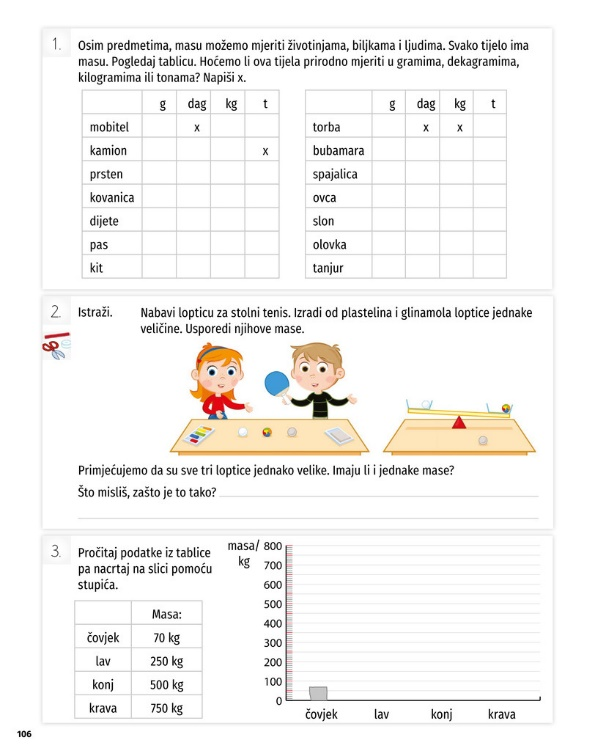 1. Osim predmetima, masu možemo mjeriti životinjama, biljkama i ljudima. Svako tijelo ima
masu. Pogledaj tablicu. Hoćemo li ova tijela prirodno mjeriti u gramima, dekagramima,
kilogramima ili tonama? Napiši x.
g dag kg t
mobitel x
kamion x
prsten
kovanica
dijete
pas
kit
g dag kg t
torba x x
bubamara
spajalica
ovca
slon
olovka
tanjur
2. Istraži. Nabavi lopticu za stolni tenis. Izradi od plastelina i glinamola loptice jednake
veličine. Usporedi njihove mase.
Primjećujemo da su sve tri loptice jednako velike. Imaju li i jednake mase?
Što misliš, zašto je to tako?
3. Pročitaj podatke iz tablice
pa nacrtaj na slici pomoću
stupića.
Masa:
čovjek 70 kg
lav 250 kg
konj 500 kg
krava 750 kg
masa/
kg
800
700
600
500
400
300
200
100
0
čovjek lav konj krava
106